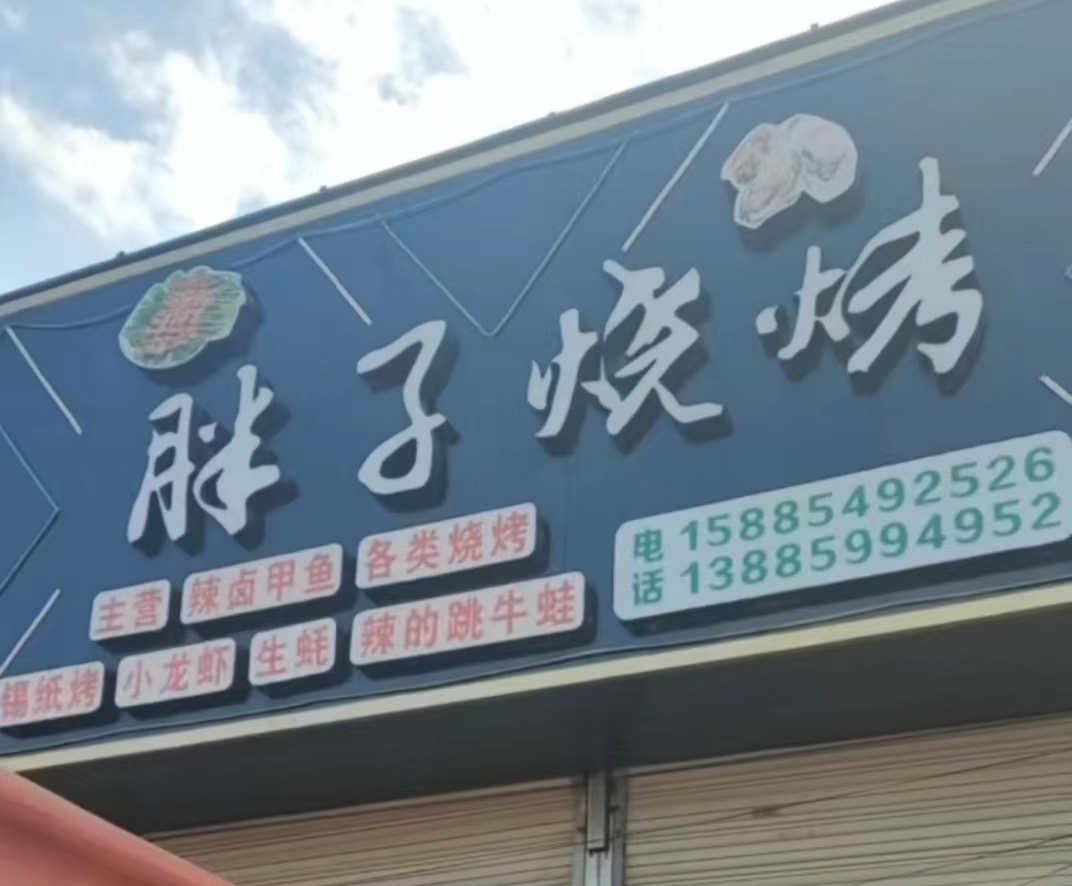 胖子烧烤
主营 辣卤甲鱼 各类烧烤
锡纸烤 小龙虾 生蚝 辣的跳牛蛙
电话 15885492526
13885994952